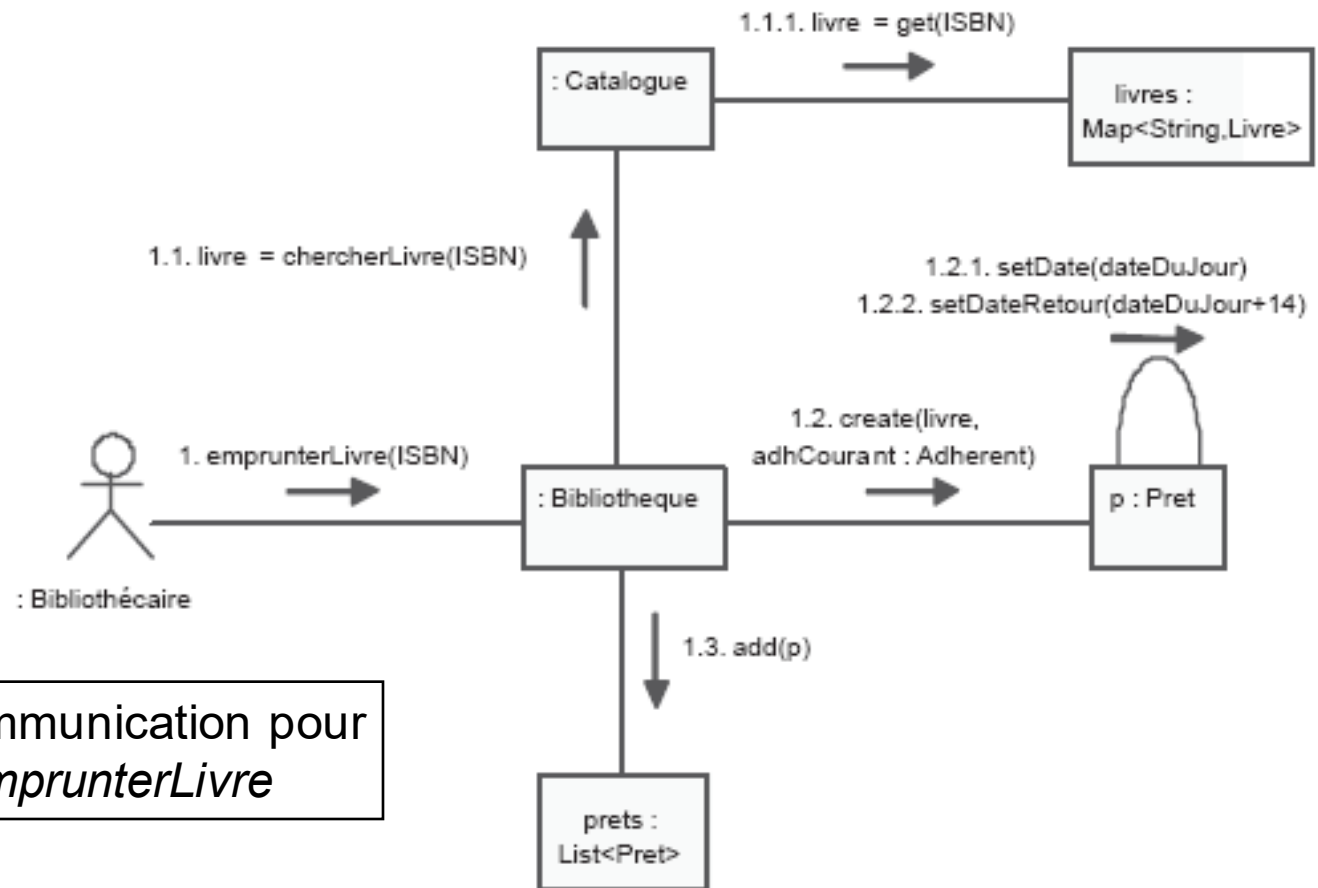 1.1.1. livre = get(ISBN)
: Catalogue
livres :
Map<String,Livre>
1.1. livre = chercherLivre(ISBN)
1.2.1. setDate(dateDuJour)
1.2.2. setDateRetour(dateDuJour+14)
1. emprunterLivre(ISBN)
1.2. create(livre,
adhCourant : Adherent)
: Bibliotheque
p : Pret
: Bibliothécaire
1.3. add(p)
pour
prets :
List<Pret>